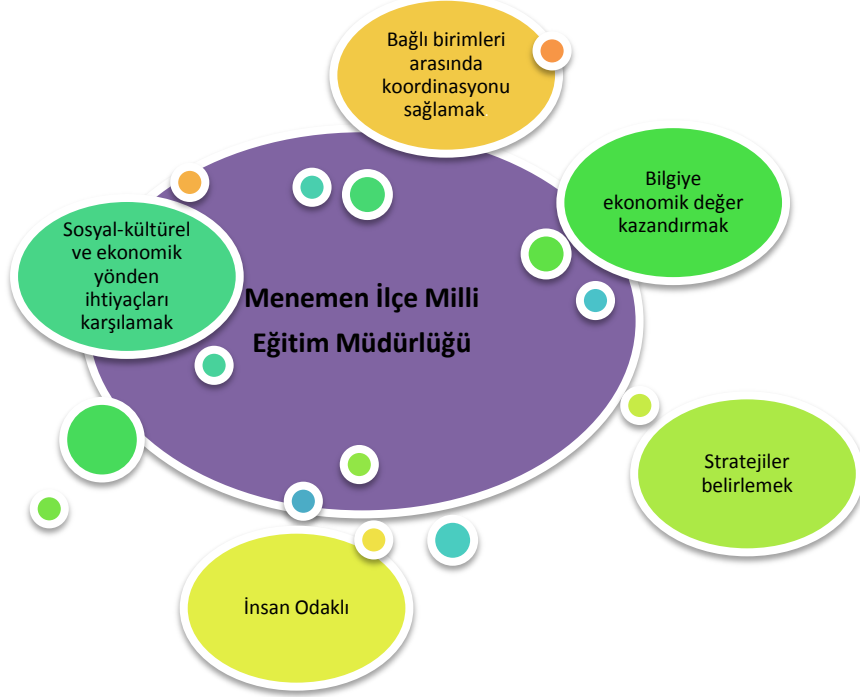 Bağlı birimleri
arasında
koordinasyonu
sağlamak
Bilgiye
ekonomik değer
kazandırmak
Sosyal-kültürel
ve ekonomik
yönden
ihtiyaçları
karşılamak
Menemen İlçe Milli
Eğitim Müdürlüğü
Stratejiler
belirlemek
İnsan Odaklı